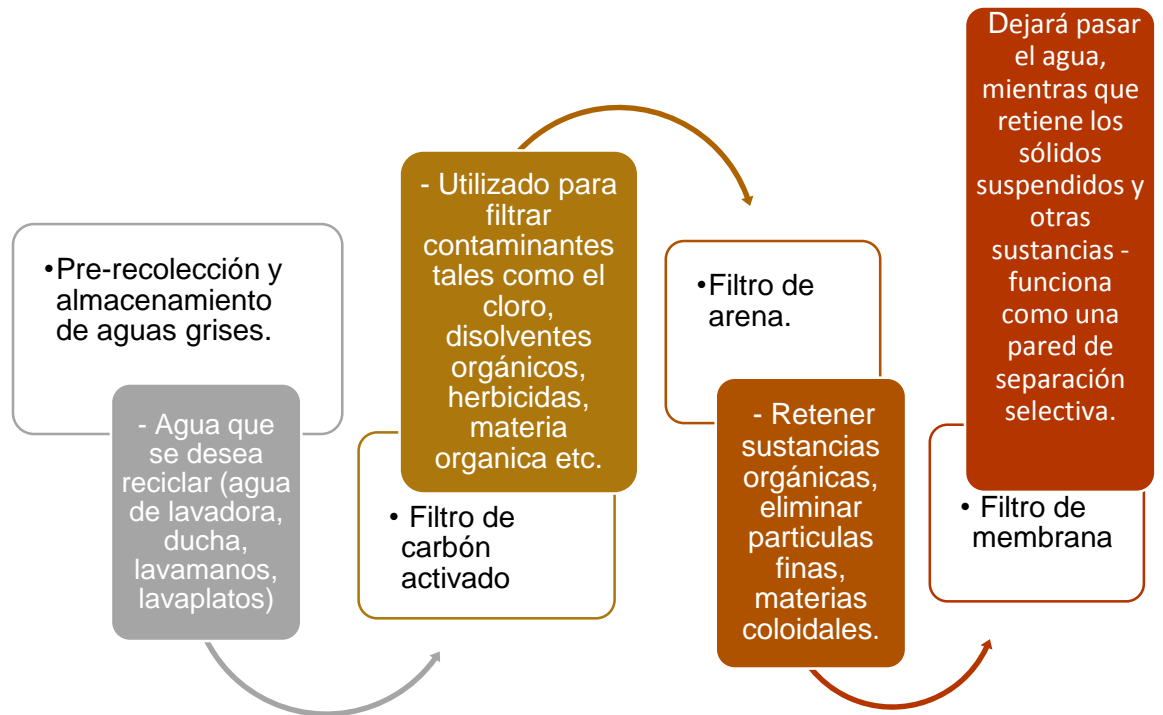 •Pre-recolección y
almacenamiento
de aguas grises.
- Agua que
se desea
reciclar (agua
de lavadora,
ducha,
lavamanos,
lavaplatos)
- Utilizado para
filtrar
contaminantes
tales como el
cloro,
disolventes
orgánicos,
herbicidas,
materia
organica etc.
• Filtro de
carbón
activado
•Filtro de
arena.
- Retener
sustancias
orgánicas,
eliminar
particulas
finas,
materias
coloidales.
Dejará pasar
el agua,
mientras que
retiene los
sólidos
suspendidos y
otras
sustancias -
funciona
como una
pared de
separación
selectiva.
• Filtro de
membrana